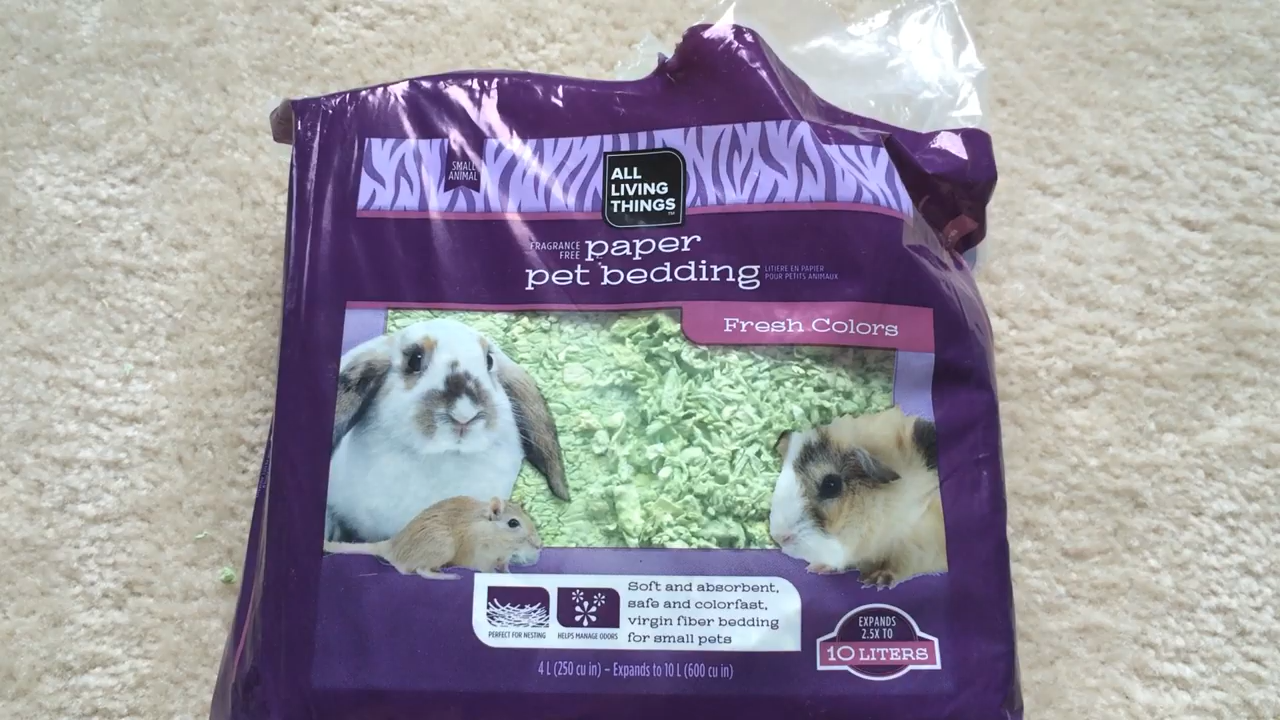 SMALL
ANIMAL
ALL
LIVING
THINGS™
FRAGRANCE
FREE
paper
pet bedding
LITIÈRE EN PAPIER
POUR PETITS ANIMAUX
Fresh Colors
PERFECT FOR NESTING
HELPS MANAGE ODORS
Soft and absorbent,
safe and colorfast,
virgin fiber bedding
for small pets
EXPANDS
2.5X TO
10 LITERS
4 L (250 cu in) – Expands to 10 L (600 cu in)